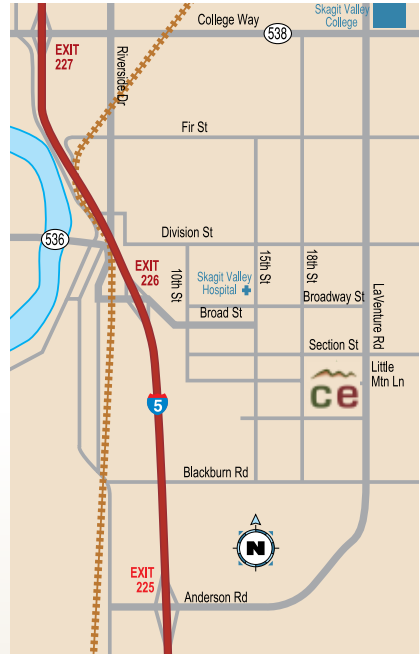 Skagit Valley
College
College Way
538
EXIT
227
Riverside Dr
Fir St
Division St
536
EXIT
226
10th St
Skagit Valley
Hospital
15th St
18th St
Broadway St
LaVenture Rd
Broad St
Section St
Little
Mtn Ln
ce
5
Blackburn Rd
N
EXIT
225
Anderson Rd